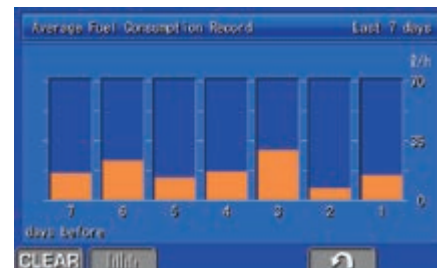 Average Fuel Consumption Record Last 7 days
ℓ/h
70
35
0
7 6 5 4 3 2 1
days before
CLEAR